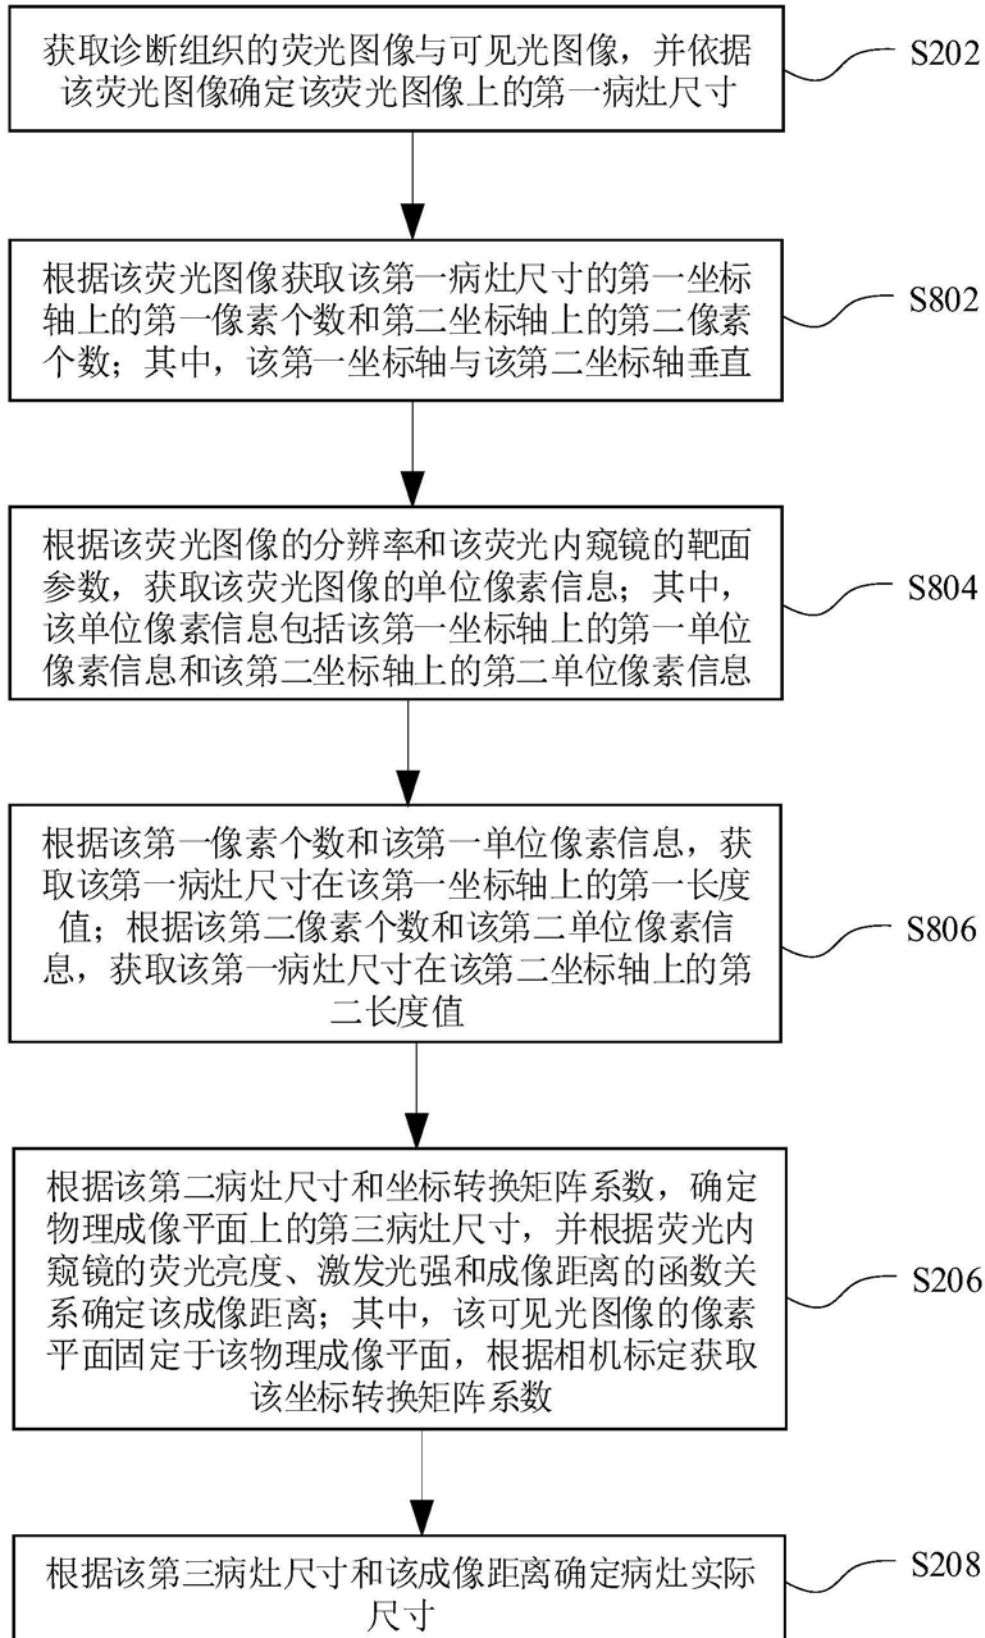 获取诊断组织的荧光图像与可见光图像，并依据
该荧光图像确定该荧光图像上的第一病灶尺寸
S202
根据该荧光图像获取该第一病灶尺寸的第一坐标
轴上的第一像素个数和第二坐标轴上的第二像素
个数；其中，该第一坐标轴与该第二坐标轴垂直
S802
根据该荧光图像的分辨率和该荧光内窥镜的靶面
参数，获取该荧光图像的单位像素信息；其中，
该单位像素信息包括该第一坐标轴上的第一单位
像素信息和该第二坐标轴上的第二单位像素信息
S804
根据该第一像素个数和该第一单位像素信息，获
取该第一病灶尺寸在该第一坐标轴上的第一长度
值；根据该第二像素个数和该第二单位像素信
息，获取该第一病灶尺寸在该第二坐标轴上的第
二长度值
S806
根据该第二病灶尺寸和坐标转换矩阵系数，确定
物理成像平面上的第三病灶尺寸，并根据荧光内
窥镜的荧光亮度、激发光强和成像距离的函数关
系确定该成像距离；其中，该可见光图像的像素
平面固定于该物理成像平面，根据相机标定获取
该坐标转换矩阵系数
S206
根据该第三病灶尺寸和该成像距离确定病灶实际
尺寸
S208